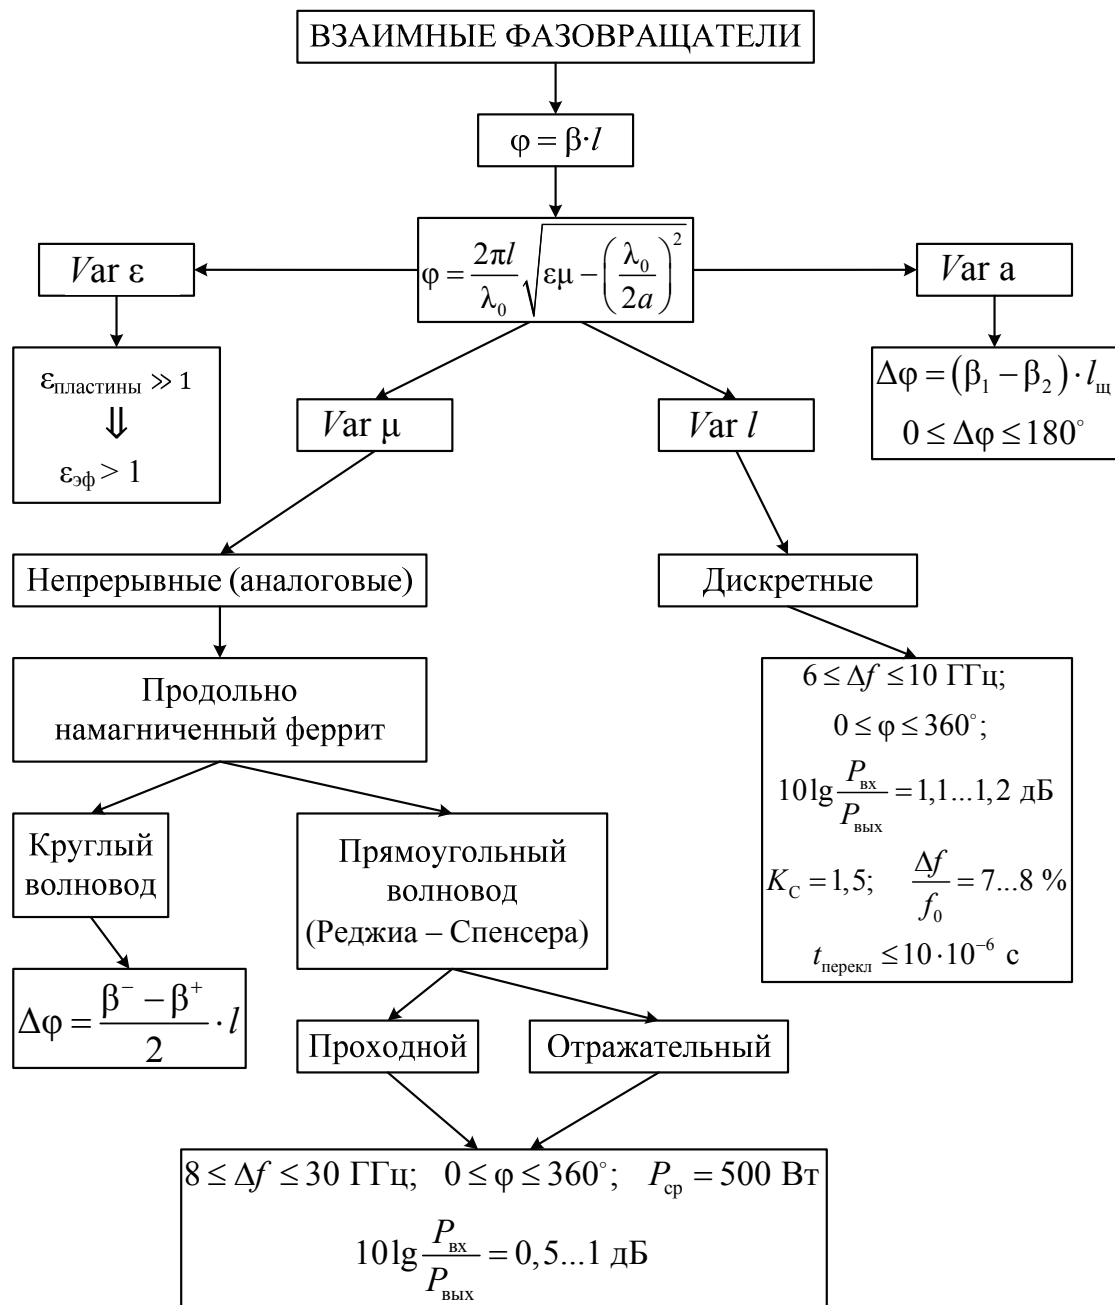 ВЗАИМНЫЕ ФАЗОВРАЩАТЕЛИ
φ = β·l
φ = 2πl/λ₀ √(εμ − (λ₀/2a)²)
Var ε
Var a
ε_пластины ≫ 1
⇓
ε_эф > 1
Δφ = (β₁ − β₂)·l_щ
0 ≤ Δφ ≤ 180°
Var μ
Var l
Непрерывные (аналоговые)
Дискретные
Продольно
намагниченный феррит
6 ≤ Δf ≤ 10 ГГц;
0 ≤ φ ≤ 360°;
10lg P_вх/P_вых = 1,1...1,2 дБ
K_С = 1,5; Δf/f₀ = 7...8 %
t_перекл ≤ 10·10⁻⁶ с
Круглый
волновод
Прямоугольный
волновод
(Реджиа – Спенсера)
Δφ = (β⁻ − β⁺)/2 · l
Проходной
Отражательный
8 ≤ Δf ≤ 30 ГГц; 0 ≤ φ ≤ 360°; P_ср = 500 Вт
10lg P_вх/P_вых = 0,5...1 дБ